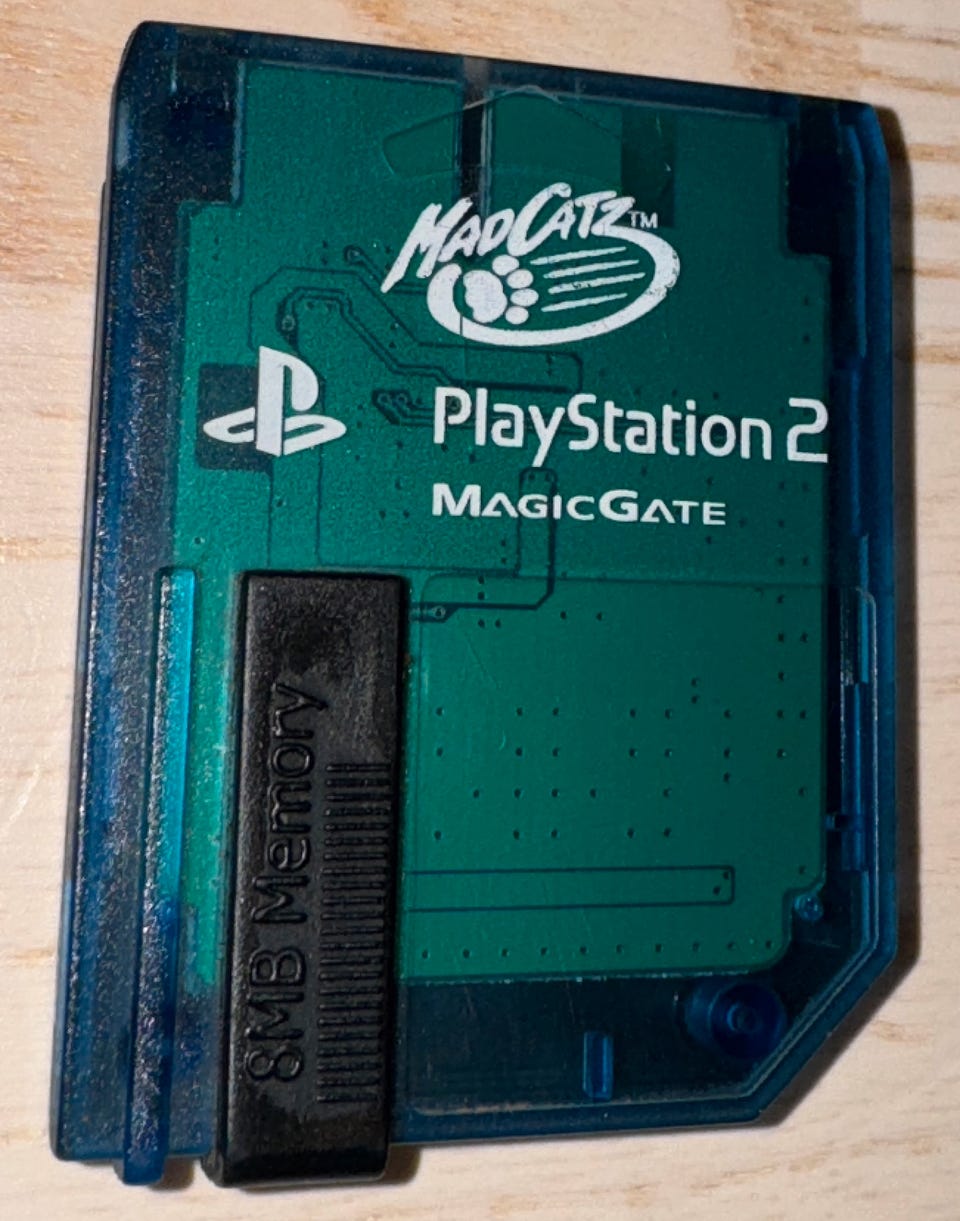 MADCATZ™
PlayStation 2
MAGICGATE
8MB Memory